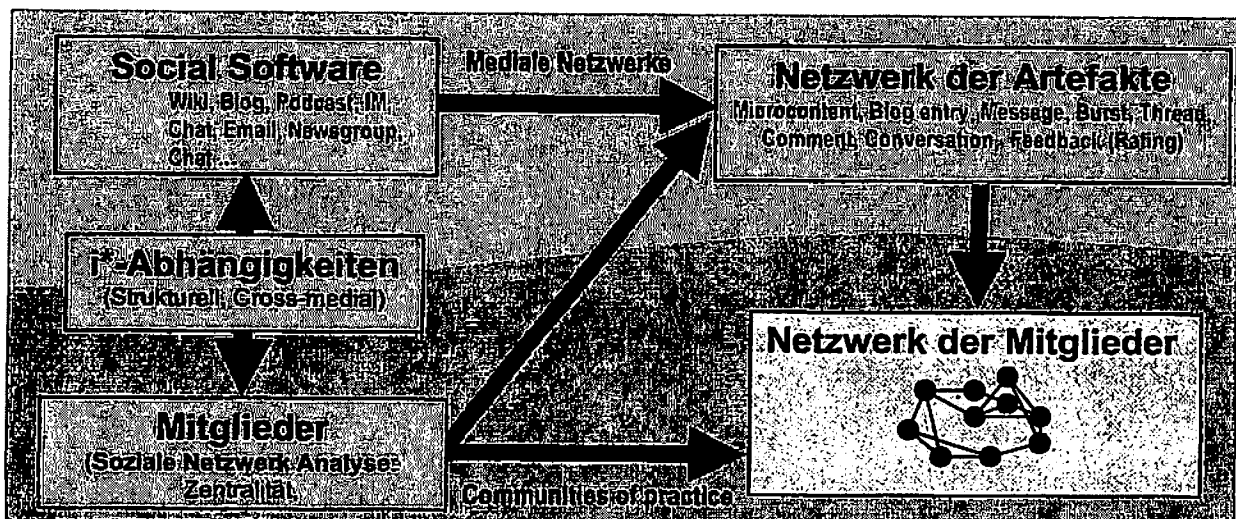 Social Software
Wiki, Blog, Podcast, IM,
Chat, Email, Newsgroup,
Chat...
Mediale Netzwerke
Netzwerk der Artefakte
Microcontent, Blog entry, Message, Burst, Thread,
Comment, Conversation, Feedback (Rating)
i*-Abhängigkeiten
(Strukturell, Cross-medial)
Netzwerk der Mitglieder
Mitglieder
(Soziale Netzwerk Analyse:
Zentralität,
Communities of practice